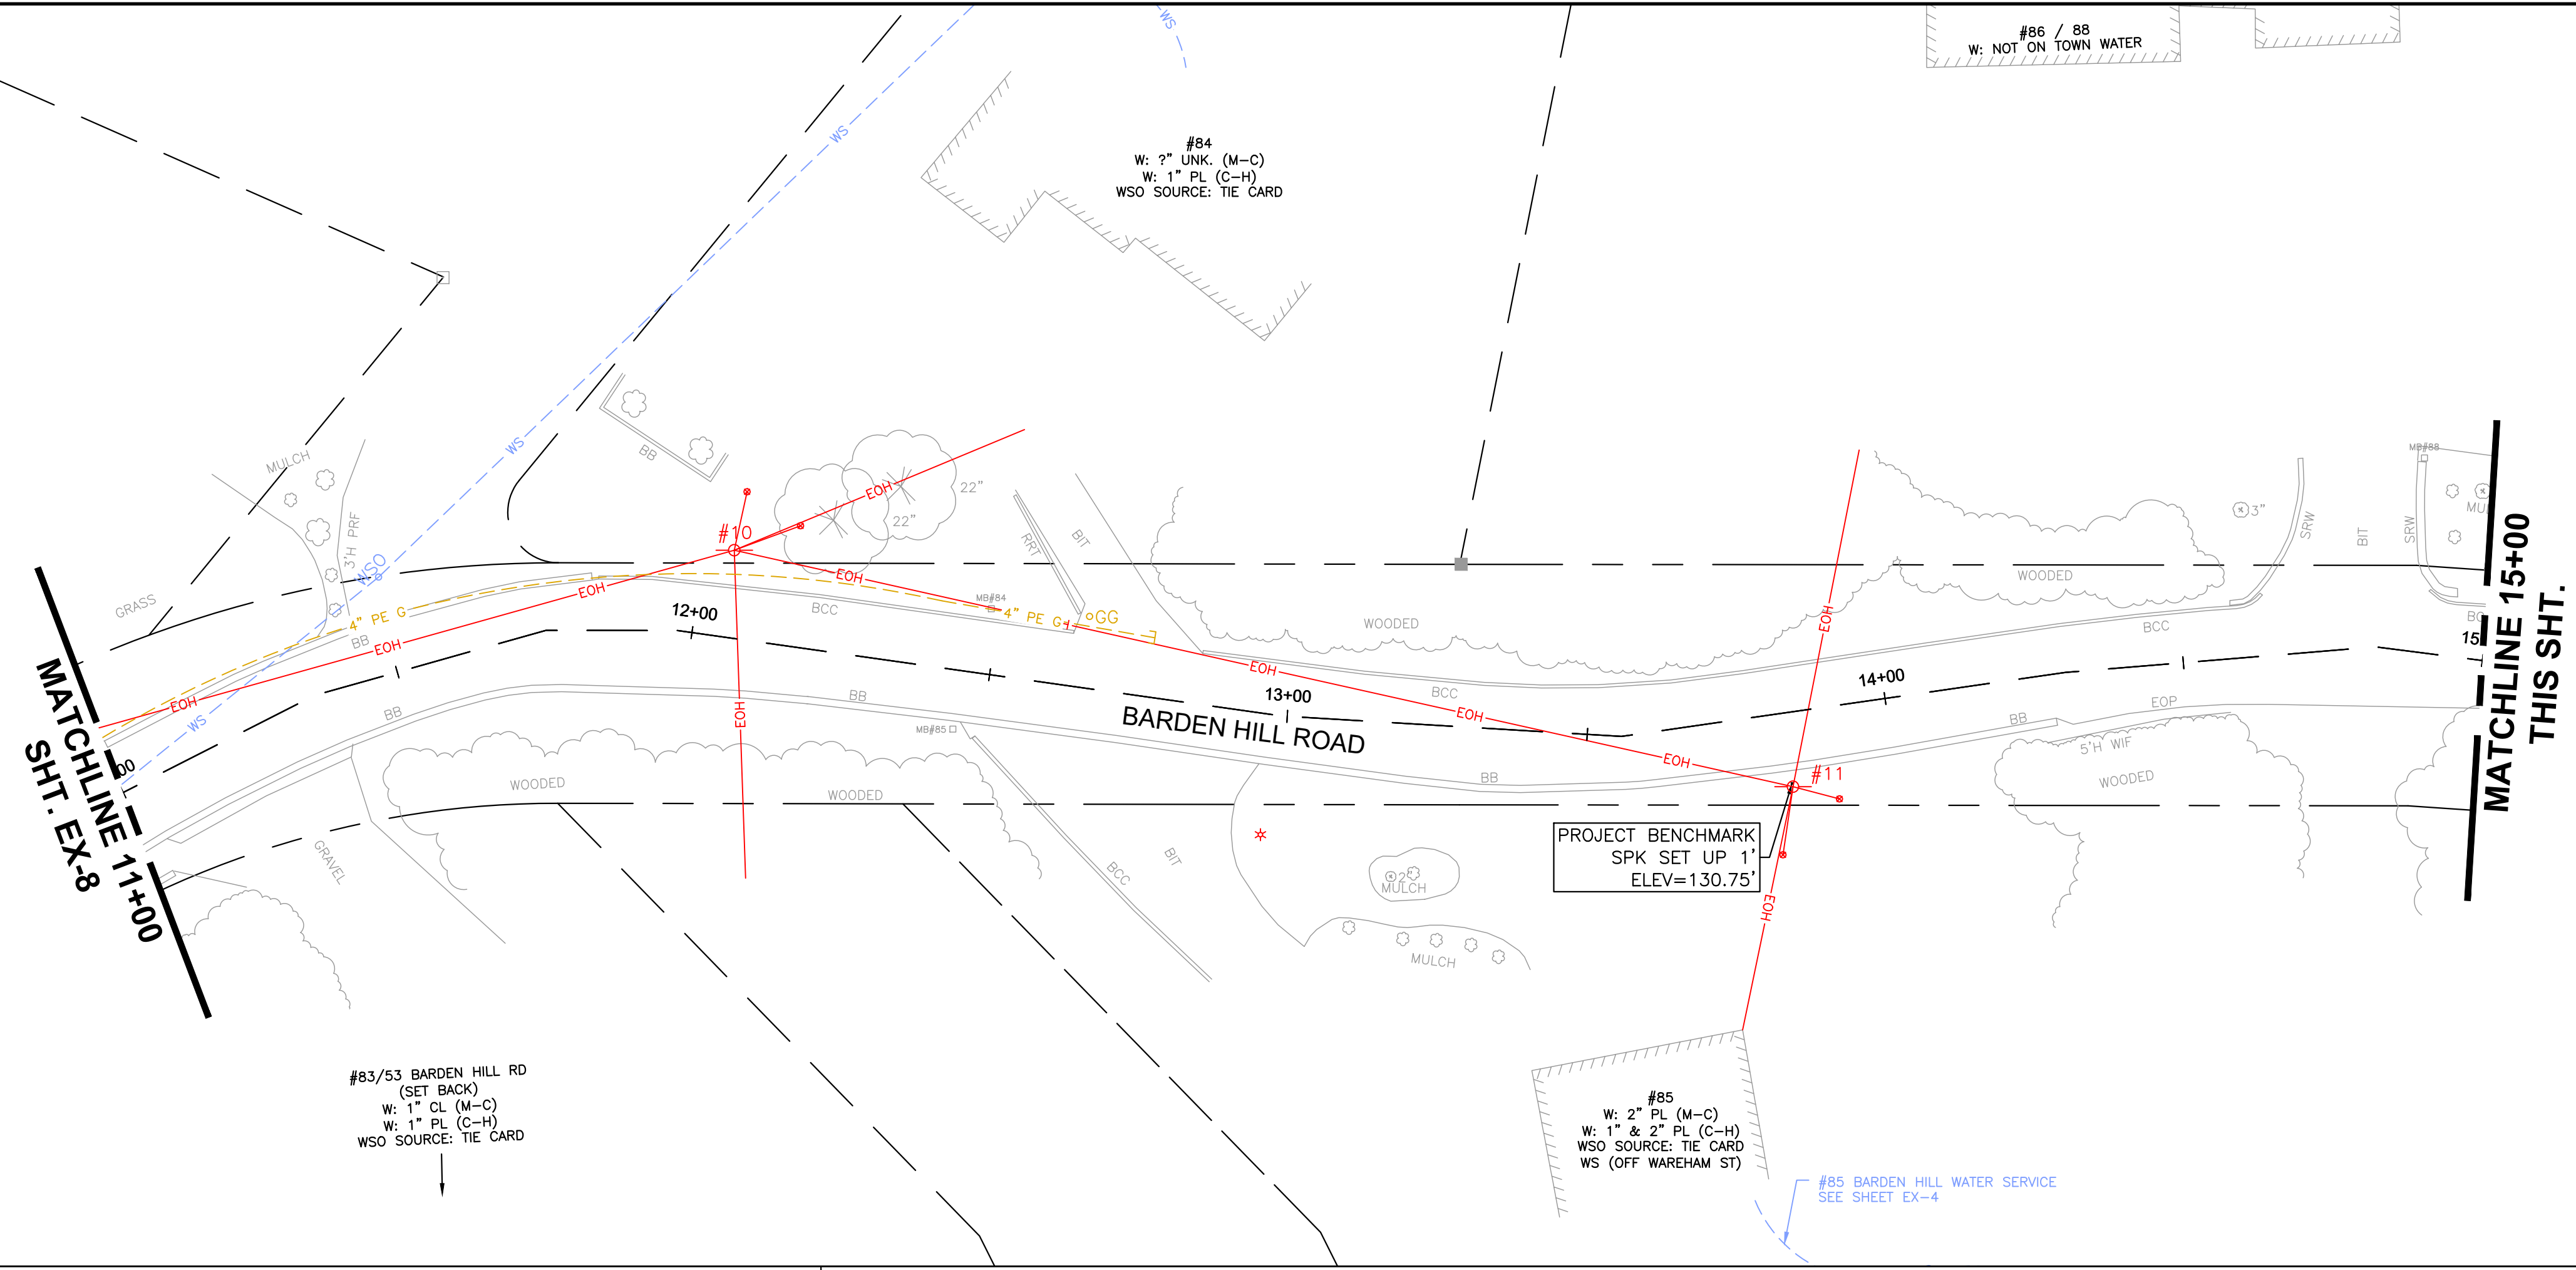 WS
#86 / 88
W: NOT ON TOWN WATER
WS
#84
W: ?" UNK. (M-C)
W: 1" PL (C-H)
WSO SOURCE: TIE CARD
WS
BB
MULCH
3'H PRF
WSO
GRASS
4" PE G
BB
EOH
EOH
EOH
WS
#10
EOH
22"
22"
EOH
MB#84
4" PE G
GG
RRT
BIT
12+00
BCC
WOODED
EOH
EOH
EOH
WOODED
3"
SRW
BIT
SRW
MB#88
BCC
BCC
14+00
13+00
BARDEN HILL ROAD
MATCHLINE 15+00
THIS SHT.
15
MATCHLINE 11+00
SHT. EX-8
00
BB
BB
EOH
MB#85
WOODED
WOODED
GRAVEL
BCC
BIT
BB
EOH
#11
BB
EOP
5'H WIF
WOODED
PROJECT BENCHMARK
SPK SET UP 1'
ELEV=130.75'
2"
MULCH
MULCH
EOH
#83/53 BARDEN HILL RD
(SET BACK)
W: 1" CL (M-C)
W: 1" PL (C-H)
WSO SOURCE: TIE CARD
#85
W: 2" PL (M-C)
W: 1" & 2" PL (C-H)
WSO SOURCE: TIE CARD
WS (OFF WAREHAM ST)
#85 BARDEN HILL WATER SERVICE
SEE SHEET EX-4